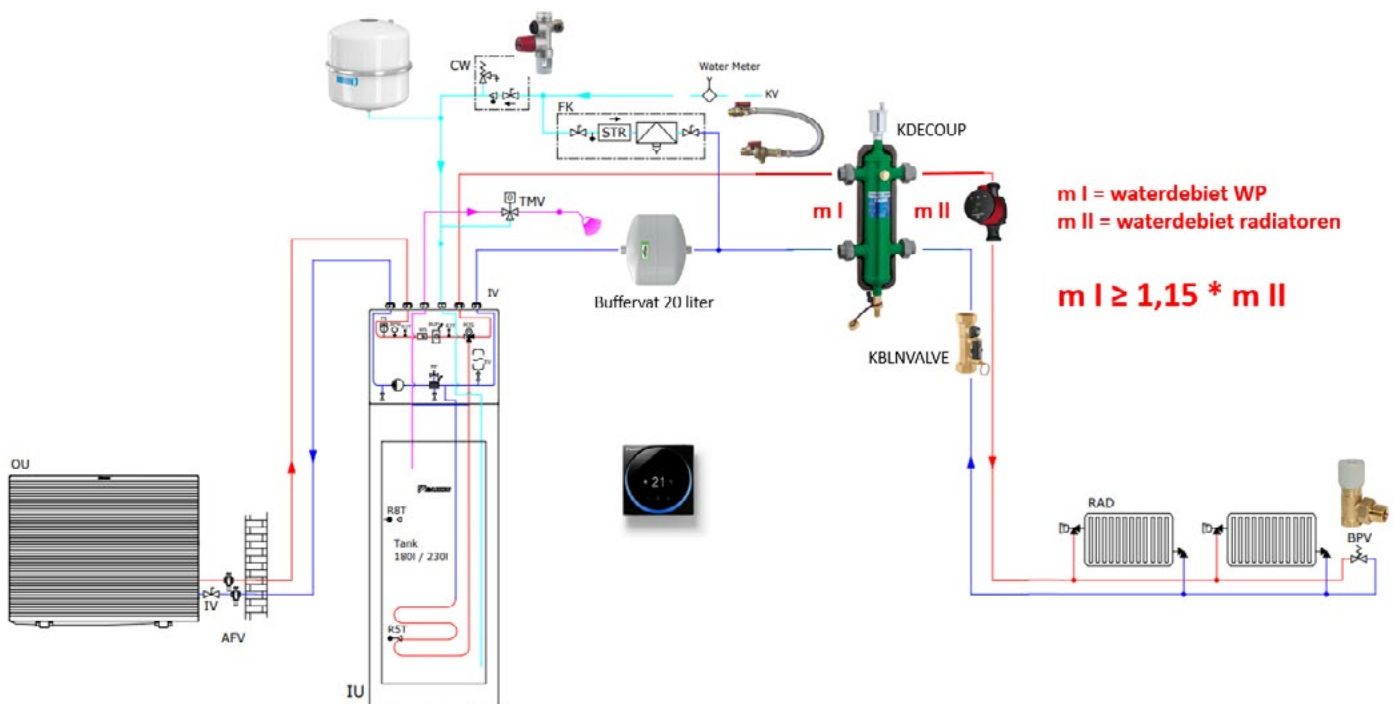 CW
Water Meter
KV
FK
STR
KDECOUP
TMV
m I
m II
m I = waterdebiet WP
m II = waterdebiet radiatoren
m I ≥ 1,15 * m II
Buffervat 20 liter
IV
KBLNVALVE
OU
DAIKIN
21
R8T
Tank
180l / 230l
RAD
BPV
IV
AFV
R5T
IU